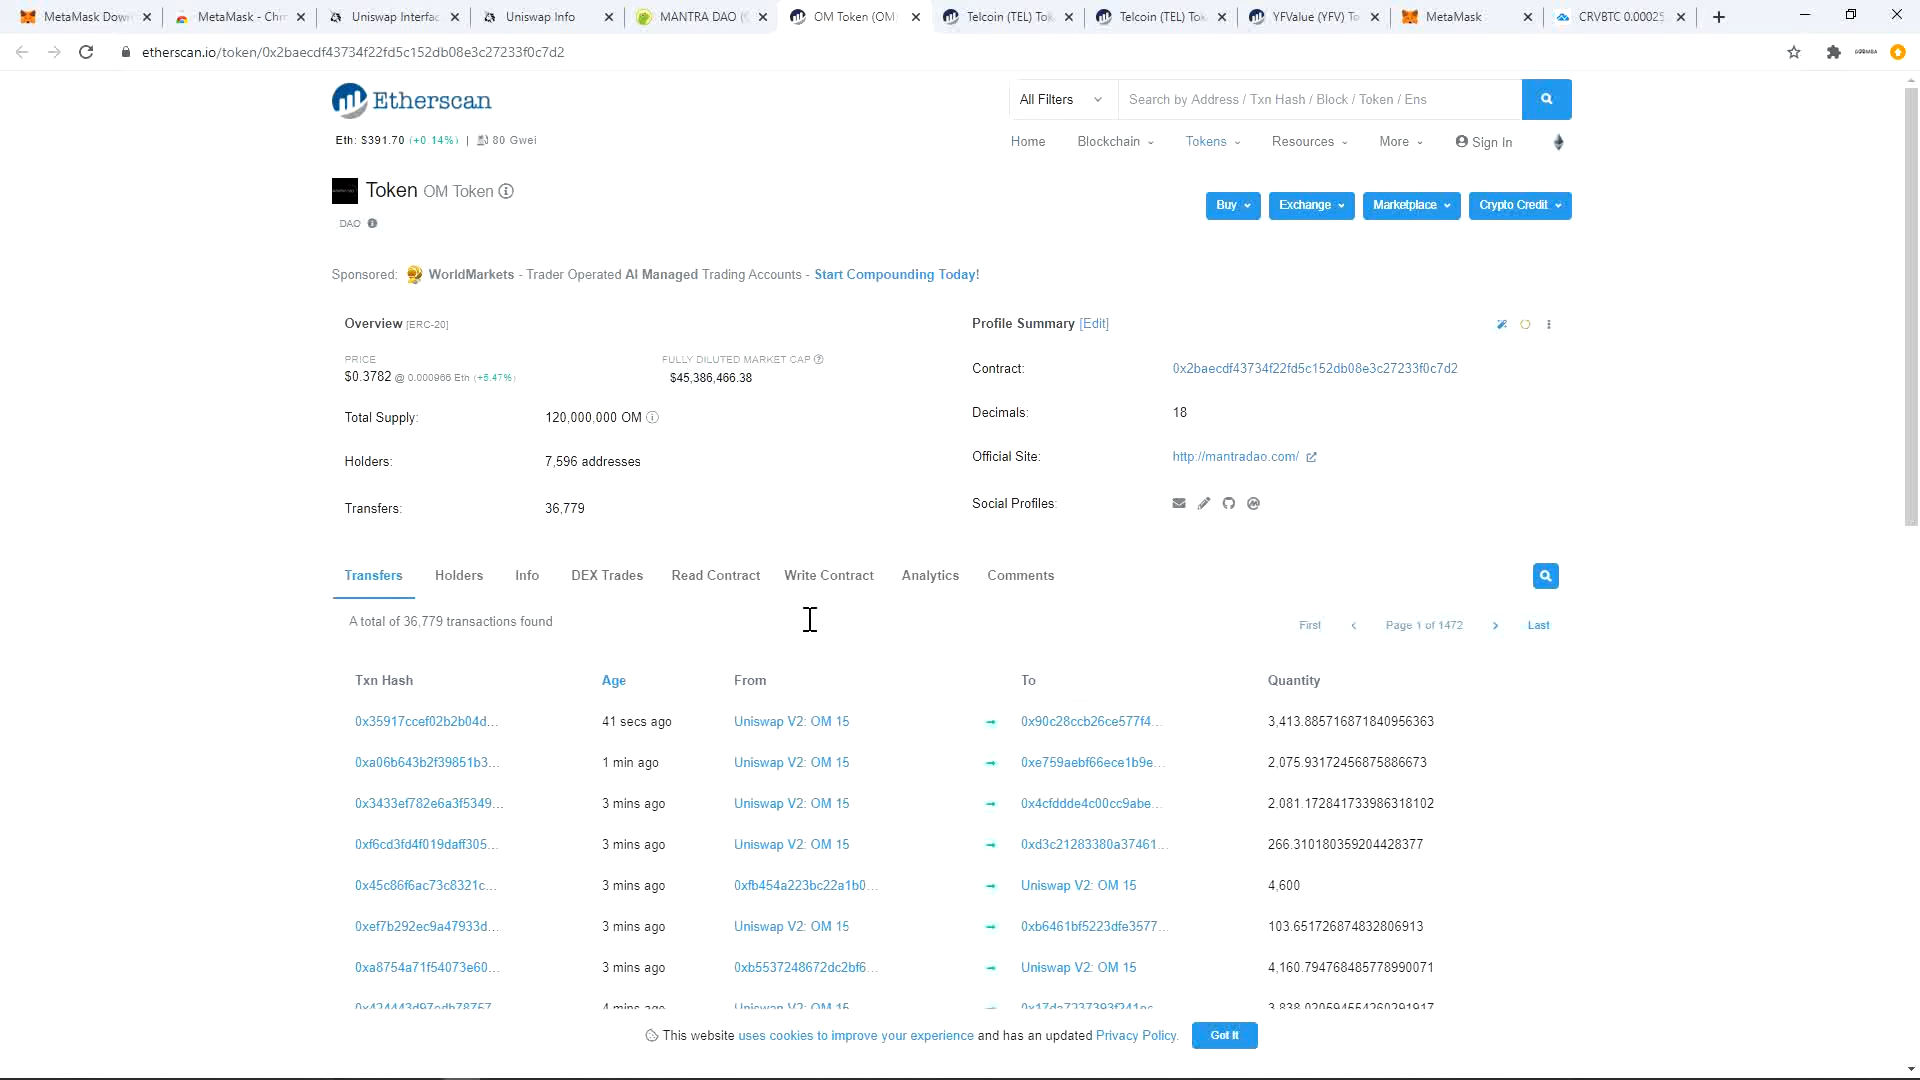 MetaMask Dow
MetaMask - Chr
Uniswap Interfac
Uniswap Info
MANTRA DAO (
OM Token (OM)
Telcoin (TEL) Tok
Telcoin (TEL) Tok
YFValue (YFV) To
MetaMask
CRVBTC 0.00025
etherscan.io/token/0x2baecdf43734f22fd5c152db08e3c27233f0c7d2
Etherscan
All Filters
Search by Address / Txn Hash / Block / Token / Ens
Eth: $391.70 (+0.14%) | 80 Gwei
Home Blockchain Tokens Resources More Sign In
Token OM Token
DAO
Buy Exchange Marketplace Crypto Credit
Sponsored: WorldMarkets - Trader Operated AI Managed Trading Accounts - Start Compounding Today!
Overview [ERC-20]
PRICE
$0.3782 @ 0.000966 Eth (+5.47%)
FULLY DILUTED MARKET CAP
$45,386,466.38
Total Supply: 120,000,000 OM
Holders: 7,596 addresses
Transfers: 36,779
Profile Summary [Edit]
Contract: 0x2baecdf43734f22fd5c152db08e3c27233f0c7d2
Decimals: 18
Official Site: http://mantradao.com/
Social Profiles:
Transfers Holders Info DEX Trades Read Contract Write Contract Analytics Comments
A total of 36,779 transactions found
First Page 1 of 1472 Last
Txn Hash Age From To Quantity
0x35917ccef02b2b04d... 41 secs ago Uniswap V2: OM 15 0x90c28ccb26ce577f4... 3,413.885716871840956363
0xa06b643b2f39851b3... 1 min ago Uniswap V2: OM 15 0xe759aebf66ece1b9e... 2,075.93172456875886673
0x3433ef782e6a3f5349... 3 mins ago Uniswap V2: OM 15 0x4cfddde4c00cc9abe... 2,081.172841733986318102
0xf6cd3fd4f019daff305... 3 mins ago Uniswap V2: OM 15 0xd3c21283380a37461... 266.310180359204428377
0x45c86f6ac73c8321c... 3 mins ago 0xfb454a223bc22a1b0... Uniswap V2: OM 15 4,600
0xef7b292ec9a47933d... 3 mins ago Uniswap V2: OM 15 0xb6461bf5223dfe3577... 103.651726874832806913
0xa8754a71f54073e60... 3 mins ago 0xb5537248672dc2bf6... Uniswap V2: OM 15 4,160.794768485778990071
4 mins ago Uniswap V2: OM 15
This website uses cookies to improve your experience and has an updated Privacy Policy.
Got It